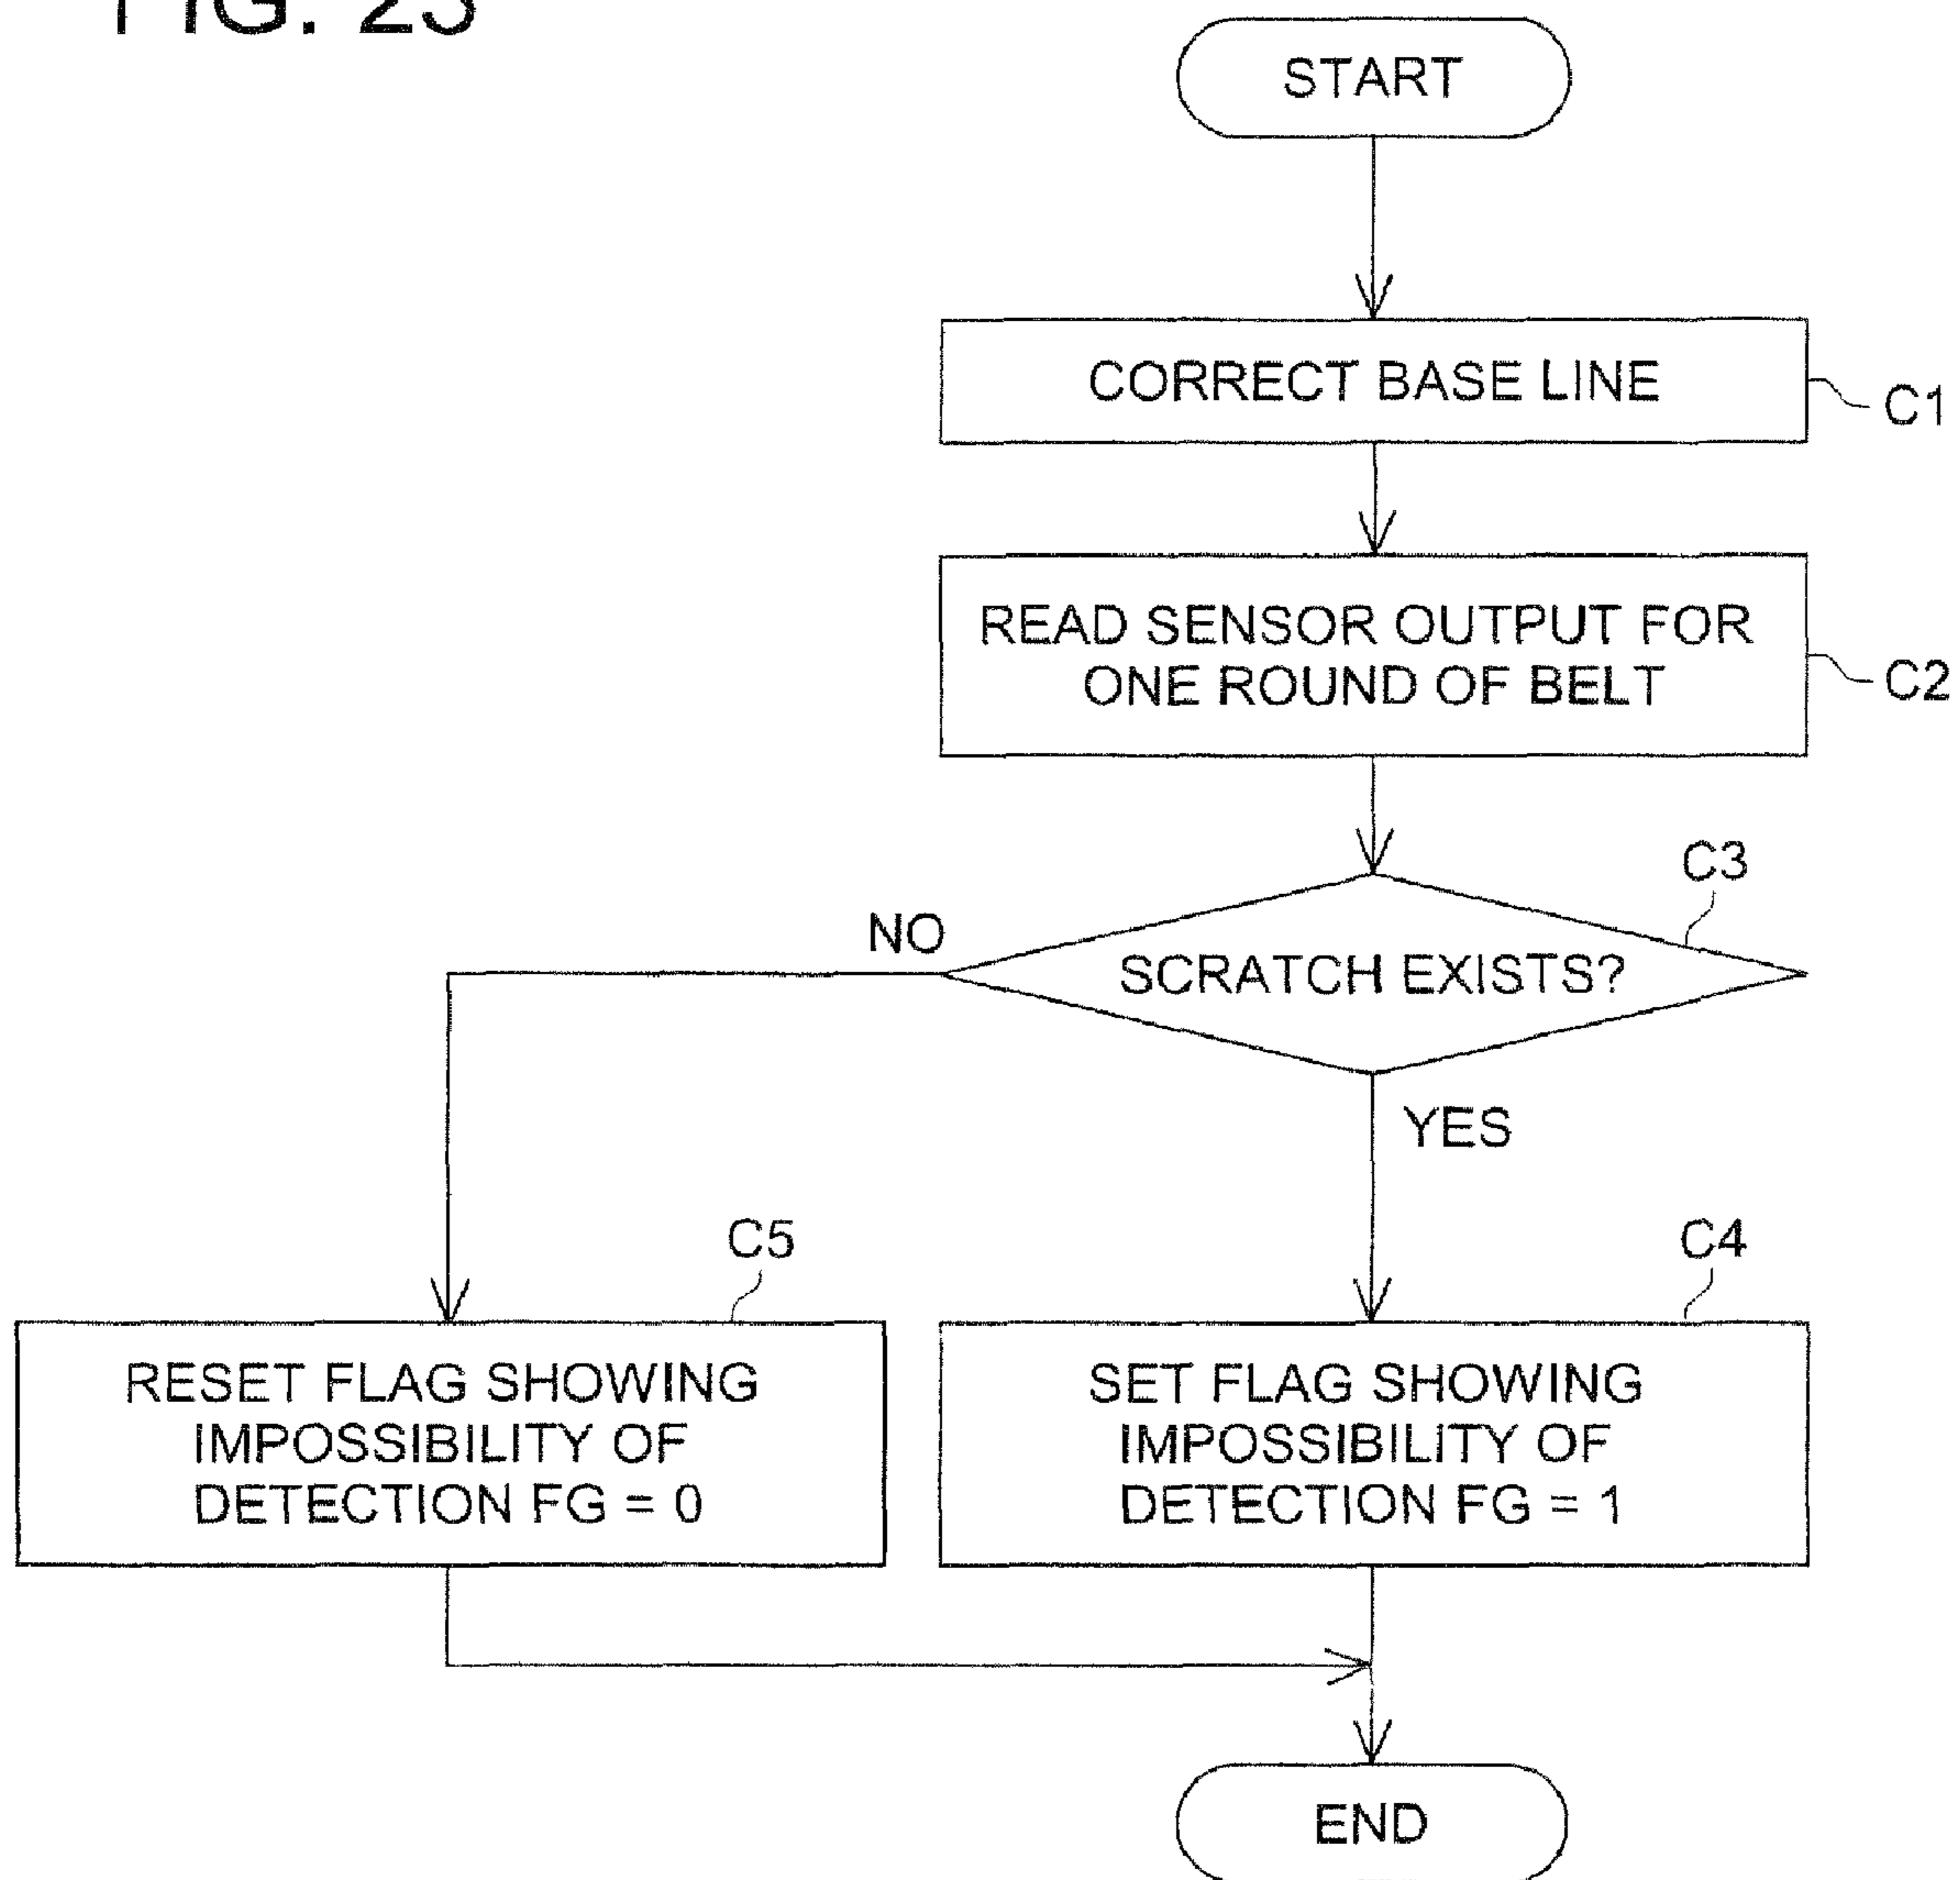 FIG. 23
START
CORRECT BASE LINE
C1
READ SENSOR OUTPUT FOR
ONE ROUND OF BELT
C2
C3
NO
SCRATCH EXISTS?
YES
C5
C4
RESET FLAG SHOWING
IMPOSSIBILITY OF
DETECTION FG = 0
SET FLAG SHOWING
IMPOSSIBILITY OF
DETECTION FG = 1
END